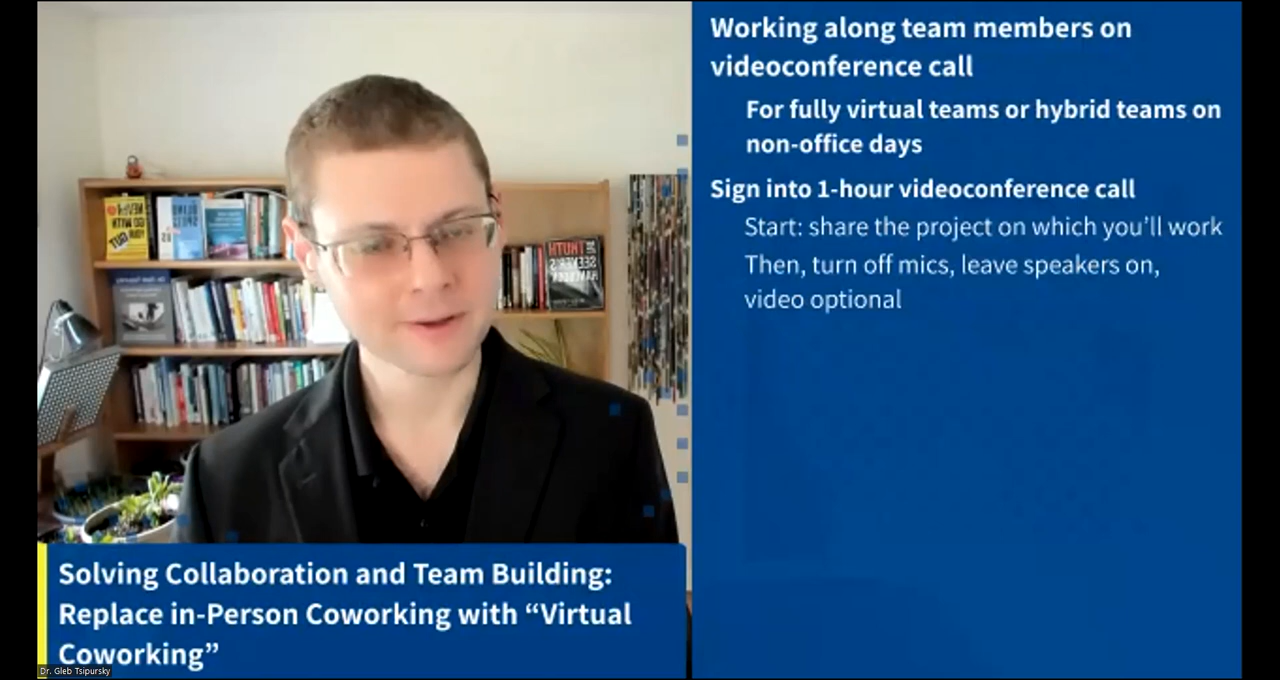 Working along team members on
videoconference call
For fully virtual teams or hybrid teams on
non-office days
Sign into 1-hour videoconference call
Start: share the project on which you'll work
Then, turn off mics, leave speakers on,
video optional
Solving Collaboration and Team Building:
Replace in-Person Coworking with “Virtual
Coworking”
Dr. Gleb Tsipursky